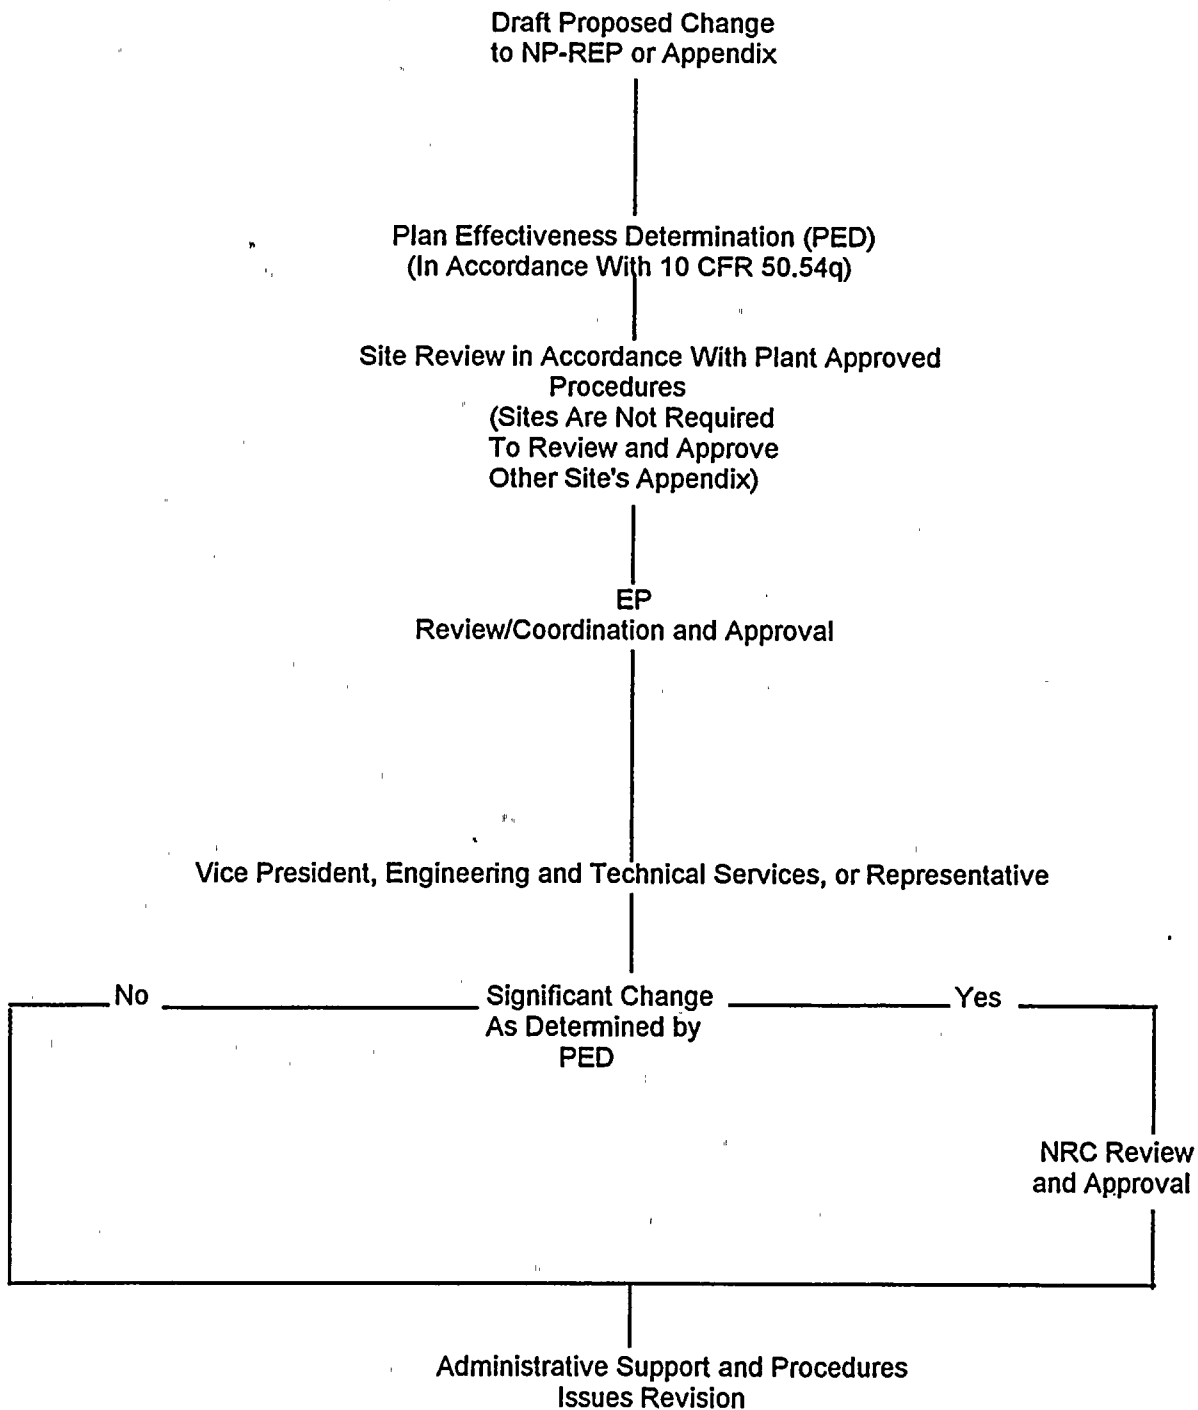 Draft Proposed Change
to NP-REP or Appendix
Plan Effectiveness Determination (PED)
(In Accordance With 10 CFR 50.54q)
Site Review in Accordance With Plant Approved
Procedures
(Sites Are Not Required
To Review and Approve
Other Site's Appendix)
EP
Review/Coordination and Approval
Vice President, Engineering and Technical Services, or Representative
No
Significant Change
As Determined by
PED
Yes
NRC Review
and Approval
Administrative Support and Procedures
Issues Revision